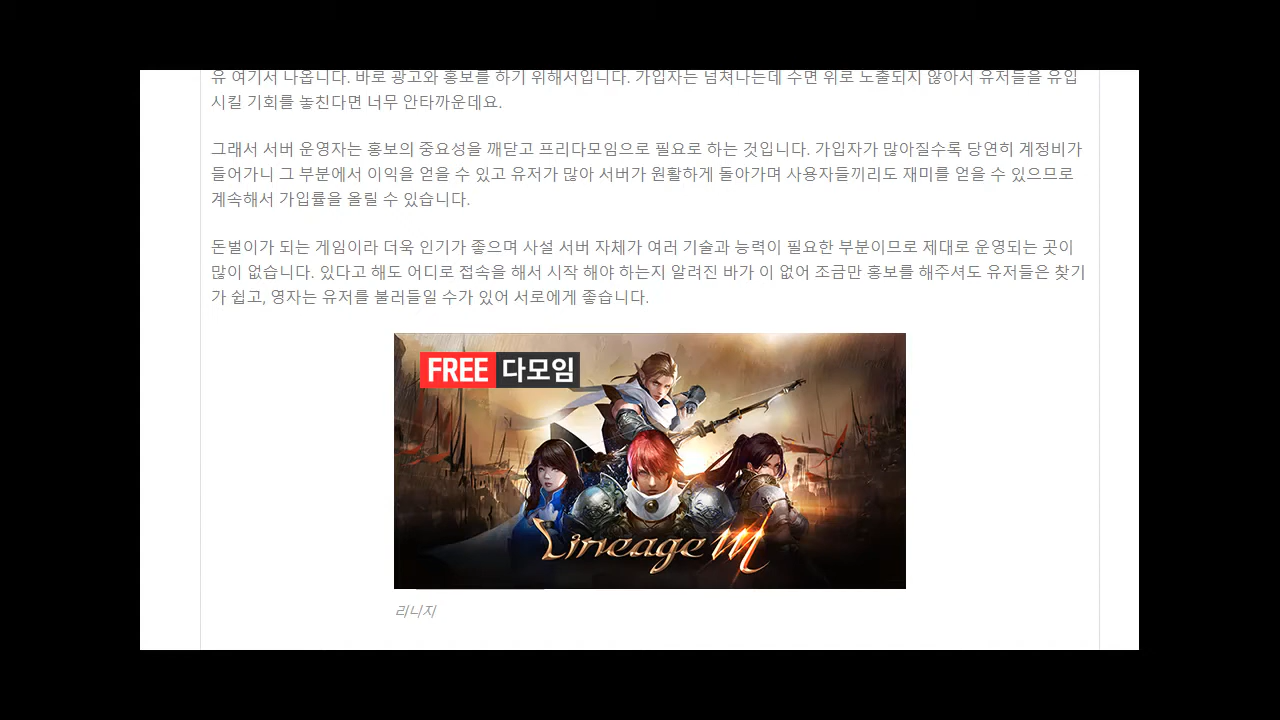 유 여기서 나옵니다. 바로 광고와 홍보를 하기 위해서입니다. 가입자는 넘쳐나는데 수면 위로 노출되지 않아서 유저들을 유입
시킬 기회를 놓친다면 너무 안타까운데요.
그래서 서버 운영자는 홍보의 중요성을 깨닫고 프리다모임으로 필요로 하는 것입니다. 가입자가 많아질수록 당연히 계정비가
들어가니 그 부분에서 이익을 얻을 수 있고 유저가 많아 서버가 원활하게 돌아가며 사용자들끼리도 재미를 얻을 수 있으므로
계속해서 가입률을 올릴 수 있습니다.
돈벌이가 되는 게임이라 더욱 인기가 좋으며 사설 서버 자체가 여러 기술과 능력이 필요한 부분이므로 제대로 운영되는 곳이
많이 없습니다. 있다고 해도 어디로 접속을 해서 시작 해야 하는지 알려진 바가 이 없어 조금만 홍보를 해주셔도 유저들은 찾기
가 쉽고, 영자는 유저를 불러들일 수가 있어 서로에게 좋습니다.
FREE 다모임
Lineage M
리니지